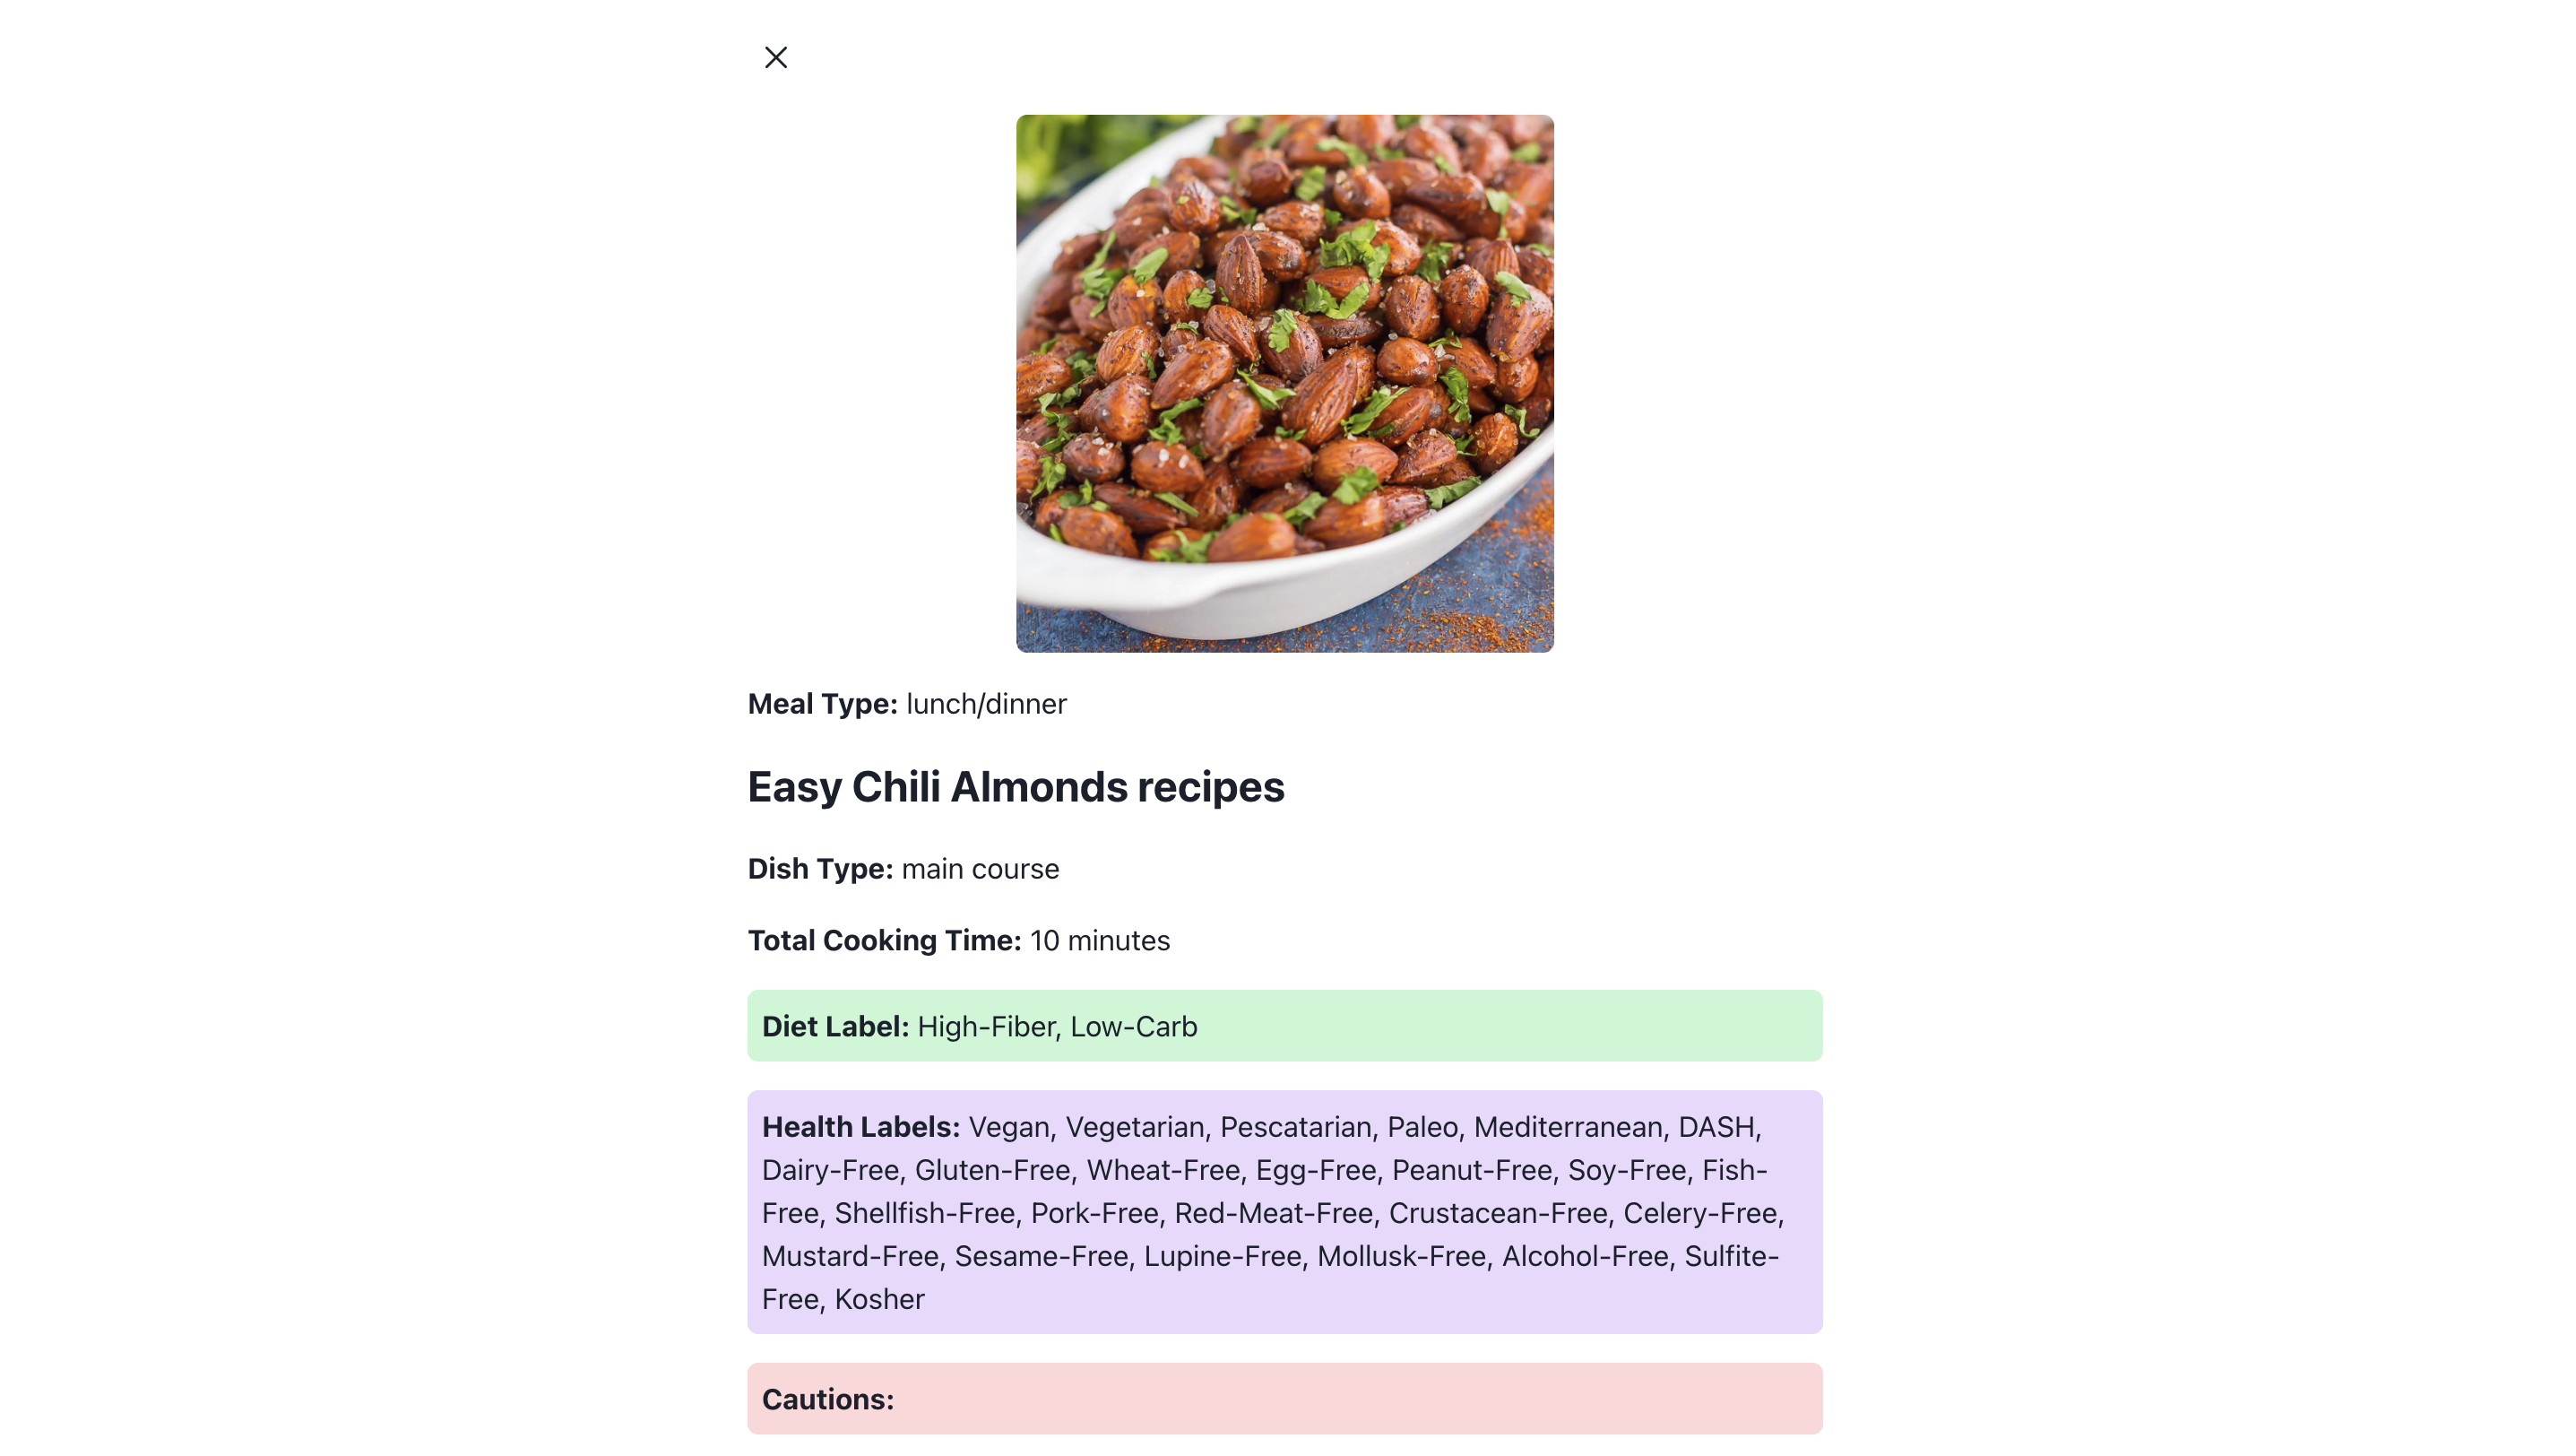 Meal Type: lunch/dinner
Easy Chili Almonds recipes
Dish Type: main course
Total Cooking Time: 10 minutes
Diet Label: High-Fiber, Low-Carb
Health Labels: Vegan, Vegetarian, Pescatarian, Paleo, Mediterranean, DASH,
Dairy-Free, Gluten-Free, Wheat-Free, Egg-Free, Peanut-Free, Soy-Free, Fish-
Free, Shellfish-Free, Pork-Free, Red-Meat-Free, Crustacean-Free, Celery-Free,
Mustard-Free, Sesame-Free, Lupine-Free, Mollusk-Free, Alcohol-Free, Sulfite-
Free, Kosher
Cautions: